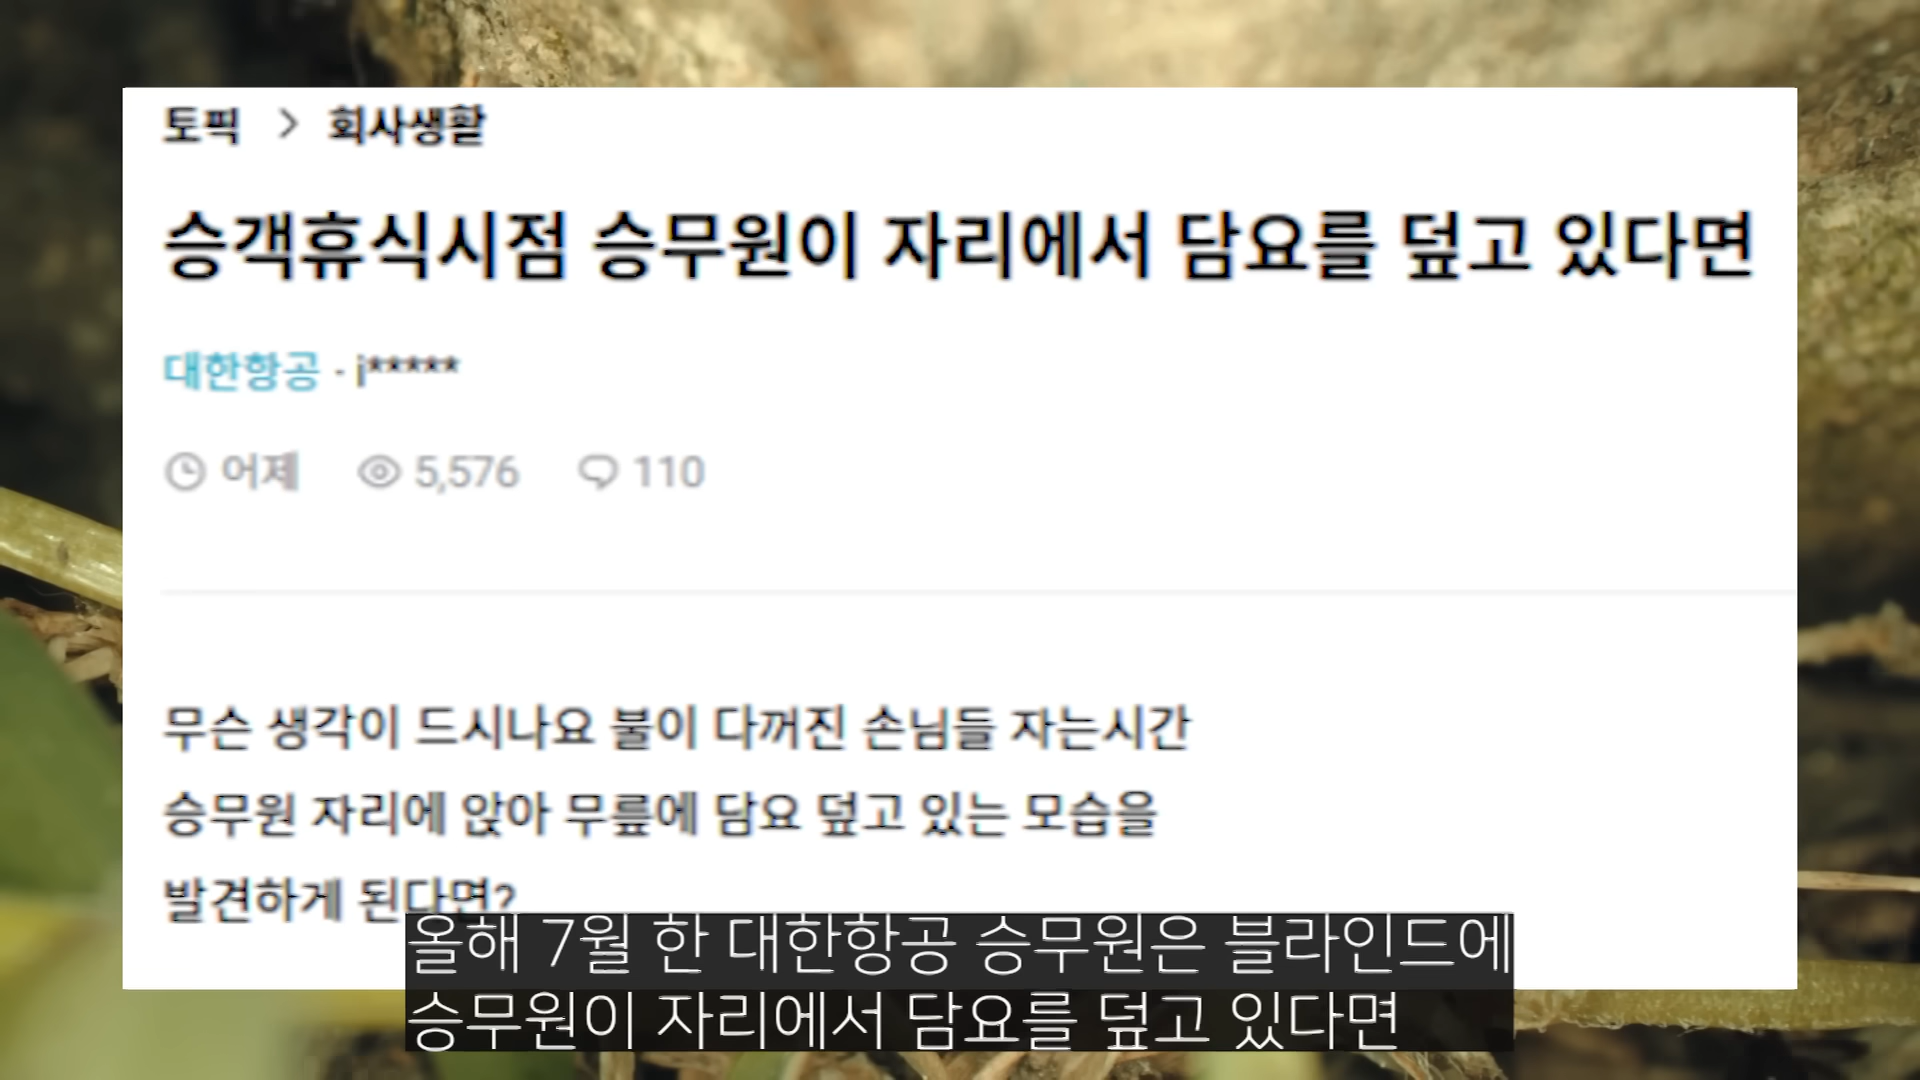 토픽 > 회사생활
승객휴식시점 승무원이 자리에서 담요를 덮고 있다면
대한항공 · i*****
어제 5,576 110
무슨 생각이 드시나요 불이 다꺼진 손님들 자는시간
승무원 자리에 앉아 무릎에 담요 덮고 있는 모습을
발견하게 된다면?
올해 7월 한 대한항공 승무원은 블라인드에
승무원이 자리에서 담요를 덮고 있다면